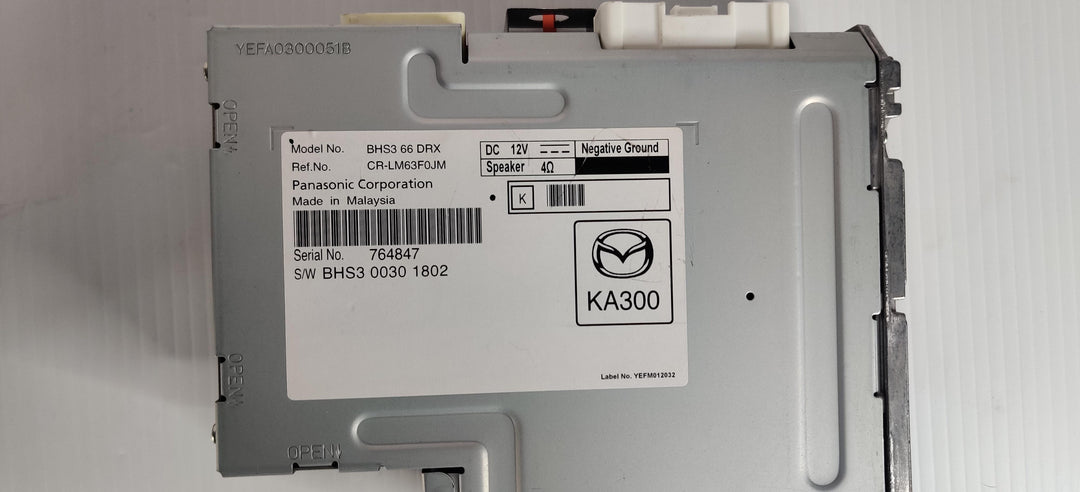 YEFA0300051B
OPEN
Model No. BHS3 66 DRX
Ref.No. CR-LM63F0JM
Panasonic Corporation
Made in Malaysia
DC 12V
Negative Ground
Speaker 4Ω
K
Serial No. 764847
S/W BHS3 0030 1802
KA300
Label No. YEFM012032
OPEN
OPEN